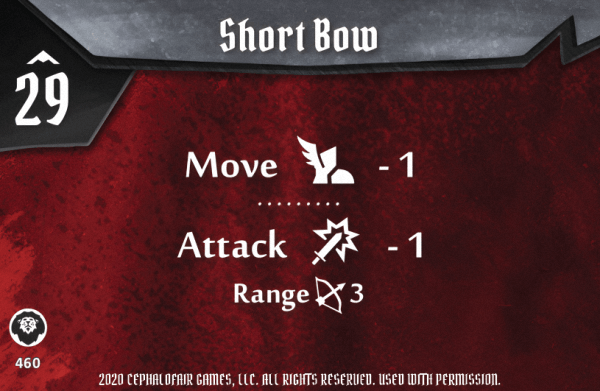 Short Bow
29
Move - 1
Attack - 1
Range 3
460
2020 CEPHALOFAIR GAMES, LLC. ALL RIGHTS RESERVED. USED WITH PERMISSION.